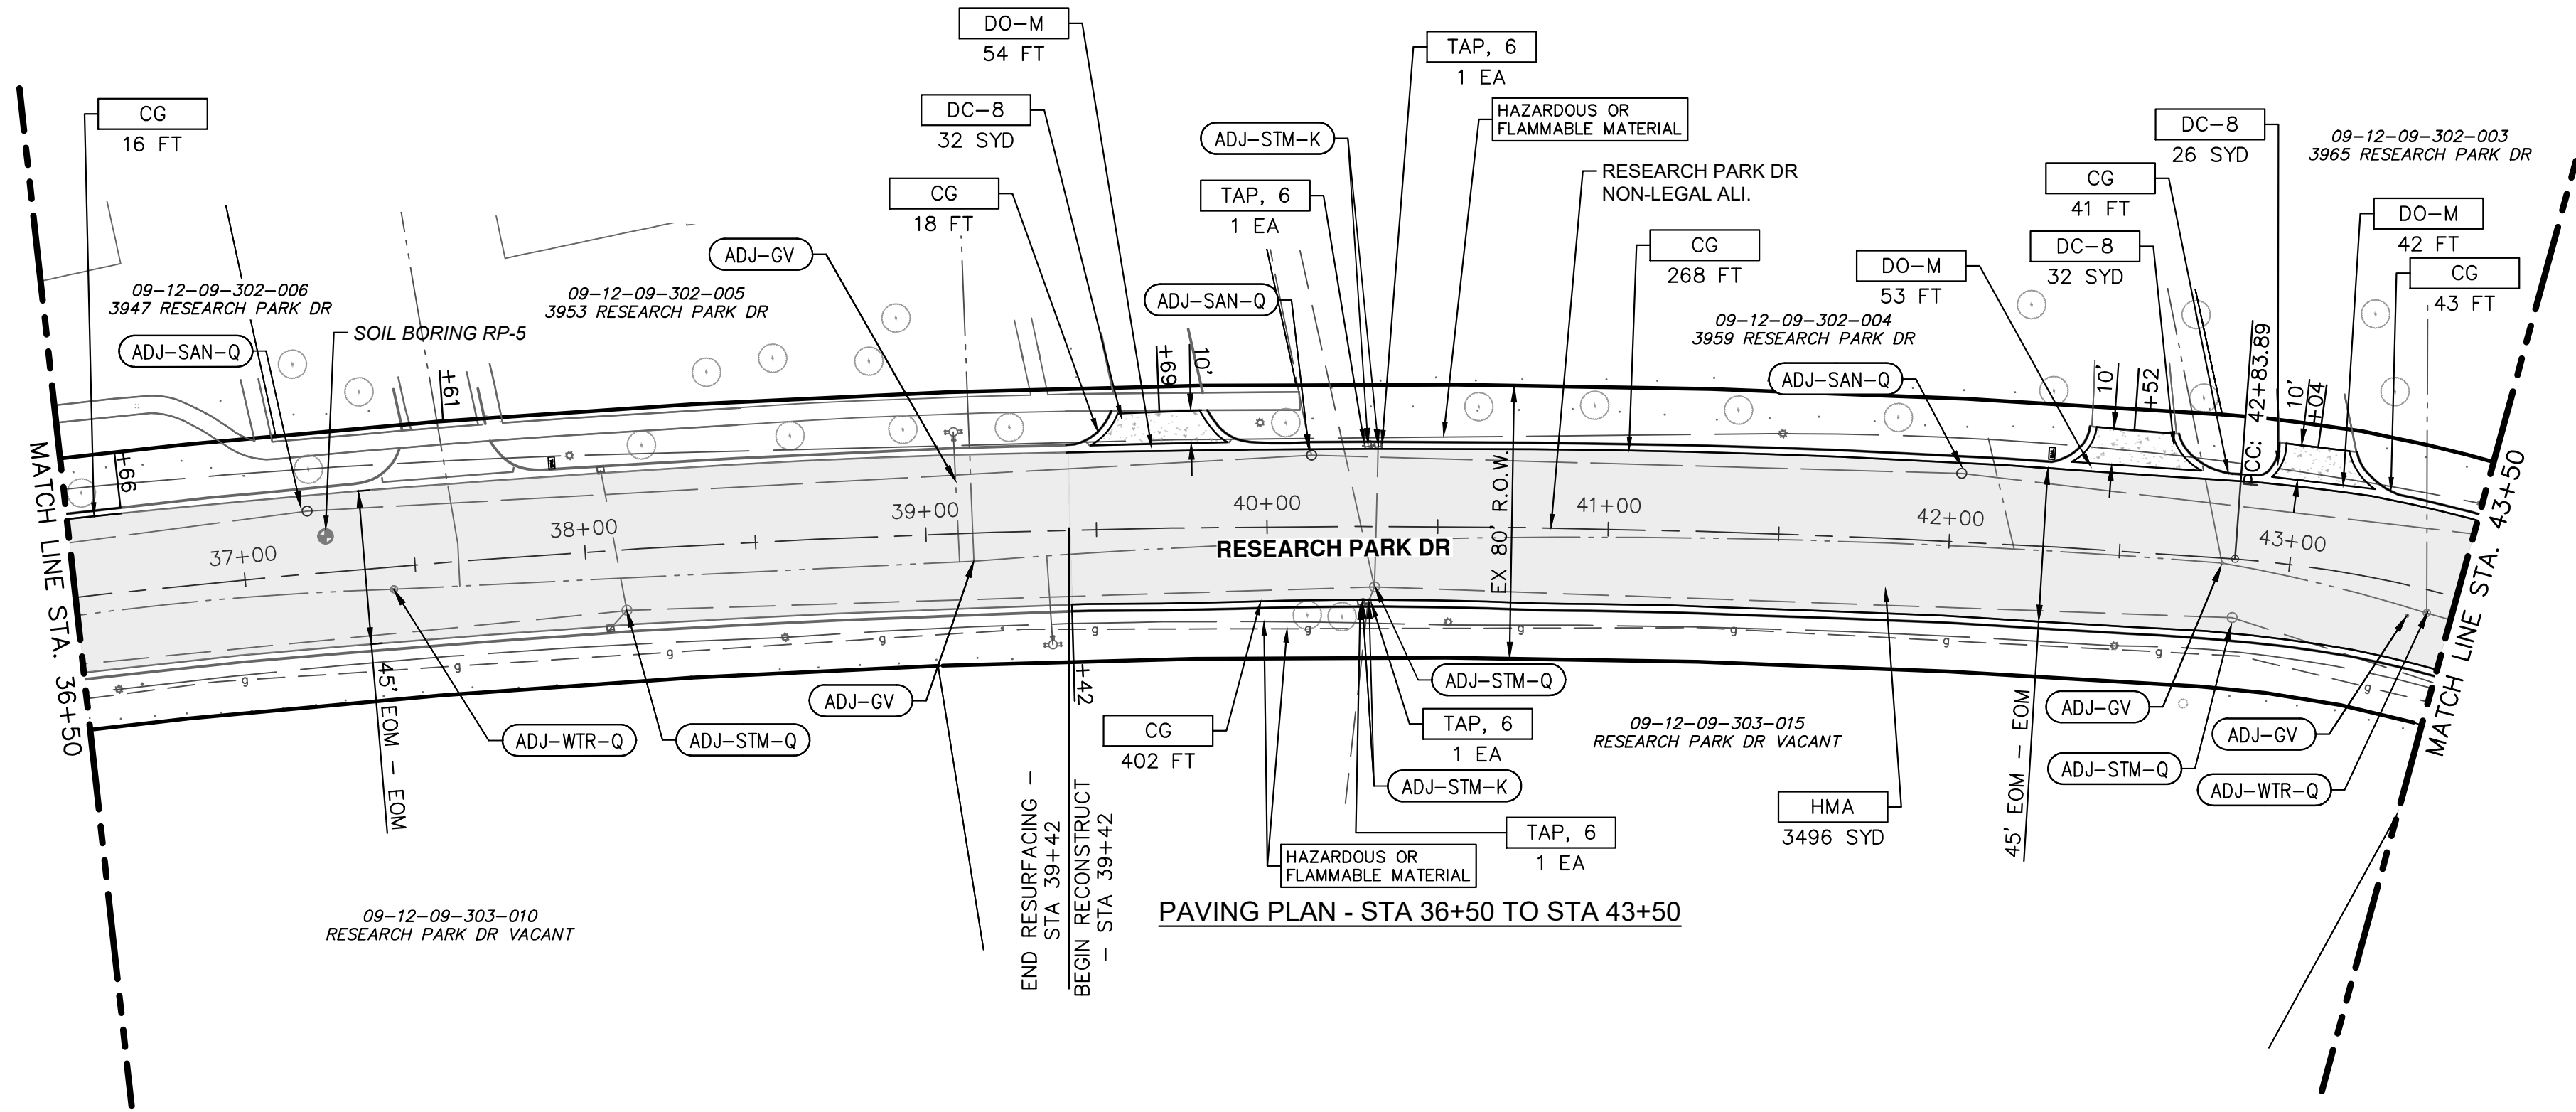 DO-M
54 FT
TAP, 6
1 EA
CG
16 FT
DC-8
32 SYD
ADJ-STM-K
HAZARDOUS OR
FLAMMABLE MATERIAL
DC-8
26 SYD
09-12-09-302-003
3965 RESEARCH PARK DR
CG
18 FT
TAP, 6
1 EA
RESEARCH PARK DR
NON-LEGAL ALI.
CG
41 FT
DO-M
42 FT
ADJ-GV
CG
268 FT
DO-M
53 FT
DC-8
32 SYD
CG
43 FT
09-12-09-302-006
3947 RESEARCH PARK DR
09-12-09-302-005
3953 RESEARCH PARK DR
ADJ-SAN-Q
09-12-09-302-004
3959 RESEARCH PARK DR
SOIL BORING RP-5
ADJ-SAN-Q
ADJ-SAN-Q
+61
+69
10'
10'
+52
PCC: 42+83.89
10'
+04
+66
MATCH LINE STA. 36+50
MATCH LINE STA. 43+50
37+00
38+00
39+00
40+00
41+00
42+00
43+00
RESEARCH PARK DR
EX 80' R.O.W.
g
g
g
g
g
g
g
g
g
45' EOM - EOM
45' EOM - EOM
+42
ADJ-GV
ADJ-STM-Q
ADJ-GV
ADJ-WTR-Q
ADJ-STM-Q
CG
402 FT
TAP, 6
1 EA
09-12-09-303-015
RESEARCH PARK DR VACANT
ADJ-GV
ADJ-STM-K
ADJ-STM-Q
ADJ-WTR-Q
END RESURFACING -
STA 39+42
BEGIN RECONSTRUCT
- STA 39+42
HMA
3496 SYD
TAP, 6
1 EA
HAZARDOUS OR
FLAMMABLE MATERIAL
09-12-09-303-010
RESEARCH PARK DR VACANT
PAVING PLAN - STA 36+50 TO STA 43+50